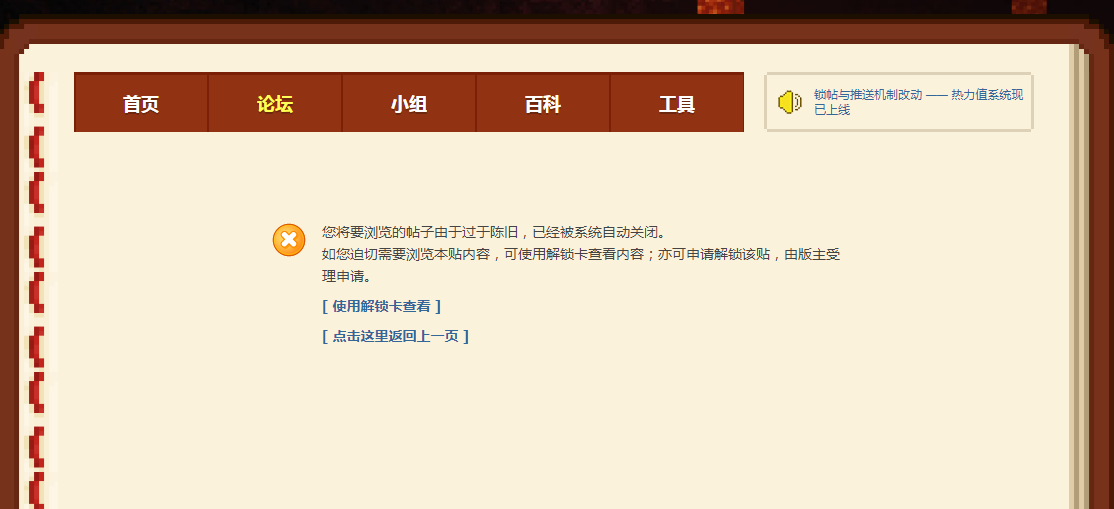 首页 论坛 小组 百科 工具
锁帖与推送机制改动 —— 热力值系统现
已上线
您将要浏览的帖子由于过于陈旧，已经被系统自动关闭。
如您迫切需要浏览本贴内容，可使用解锁卡查看内容；亦可申请解锁该贴，由版主受
理申请。
[ 使用解锁卡查看 ]
[ 点击这里返回上一页 ]